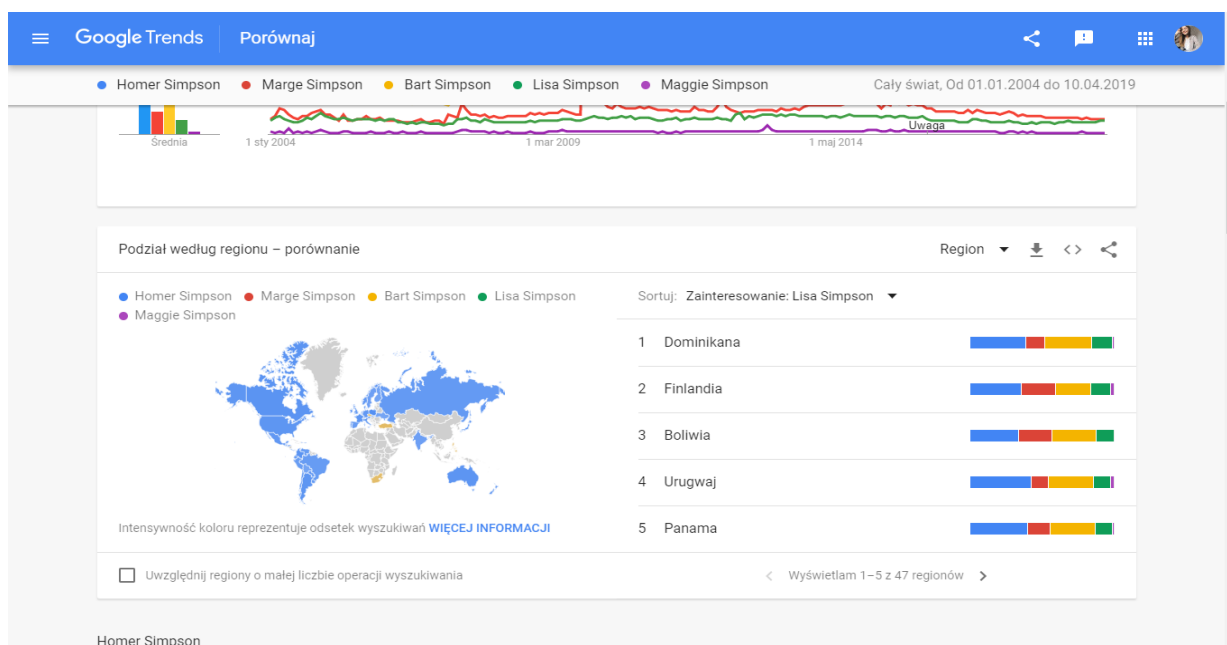 Google Trends Porównaj
Homer Simpson Marge Simpson Bart Simpson Lisa Simpson Maggie Simpson Cały świat, Od 01.01.2004 do 10.04.2019
Uwaga
Średnia 1 sty 2004 1 mar 2009 1 maj 2014
Podział według regionu – porównanie Region
Homer Simpson Marge Simpson Bart Simpson Lisa Simpson
Maggie Simpson
Sortuj: Zainteresowanie: Lisa Simpson
1 Dominikana
2 Finlandia
3 Boliwia
4 Urugwaj
5 Panama
Intensywność koloru reprezentuje odsetek wyszukiwań WIĘCEJ INFORMACJI
Uwzględnij regiony o małej liczbie operacji wyszukiwania
Wyświetlam 1–5 z 47 regionów
Homer Simpson